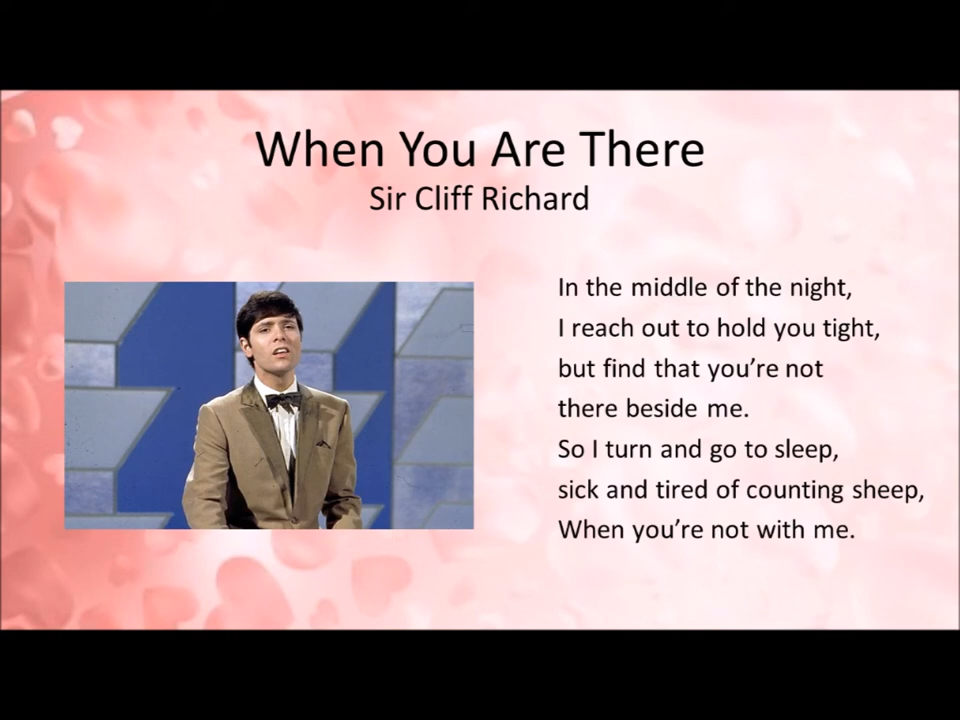 When You Are There
Sir Cliff Richard
In the middle of the night,
I reach out to hold you tight,
but find that you’re not
there beside me.
So I turn and go to sleep,
sick and tired of counting sheep,
When you’re not with me.